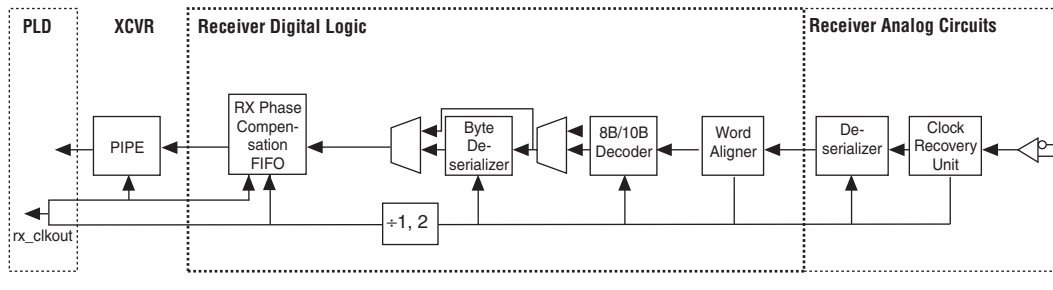 PLD
XCVR
Receiver Digital Logic
Receiver Analog Circuits
RX Phase
Compen-
sation
FIFO
PIPE
Byte
De-
serializer
8B/10B
Decoder
Word
Aligner
De-
serializer
Clock
Recovery
Unit
÷1, 2
rx_clkout